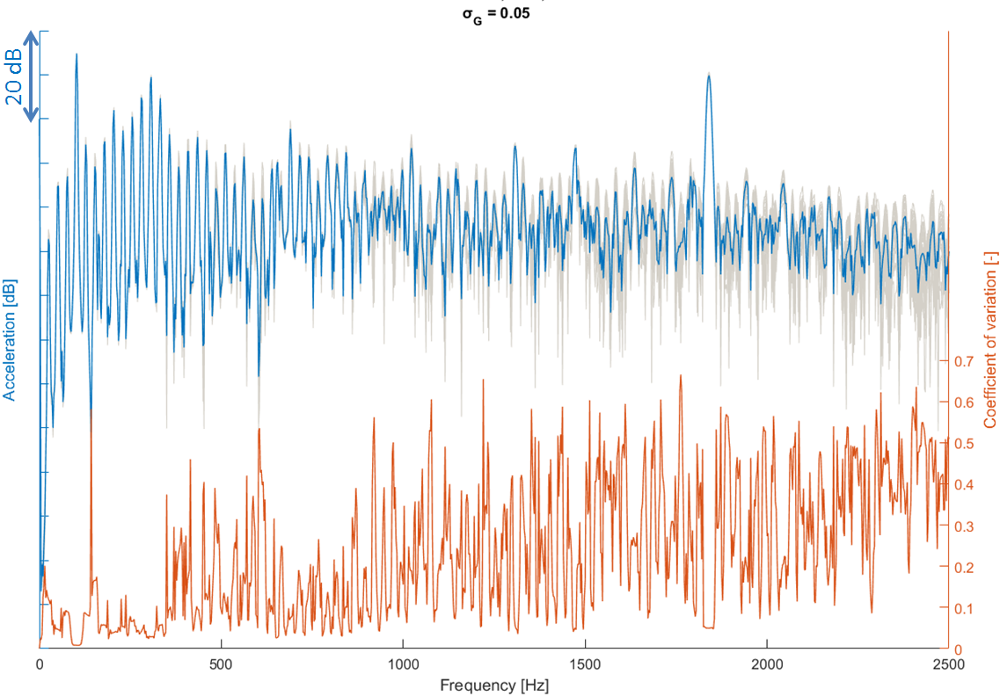 σG = 0.05
20 dB
Acceleration [dB]
Coefficient of variation [-]
0.7
0.6
0.5
0.4
0.3
0.2
0.1
0
0 500 1000 1500 2000 2500
Frequency [Hz]